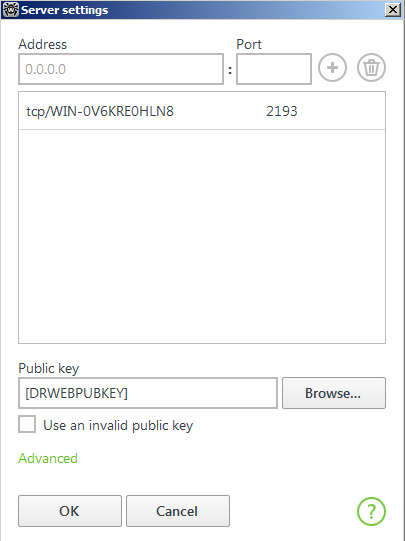 Server settings
Address Port
0.0.0.0 :
tcp/WIN-0V6KRE0HLN8 2193
Public key
[DRWEBPUBKEY] Browse...
Use an invalid public key
Advanced
OK Cancel ?